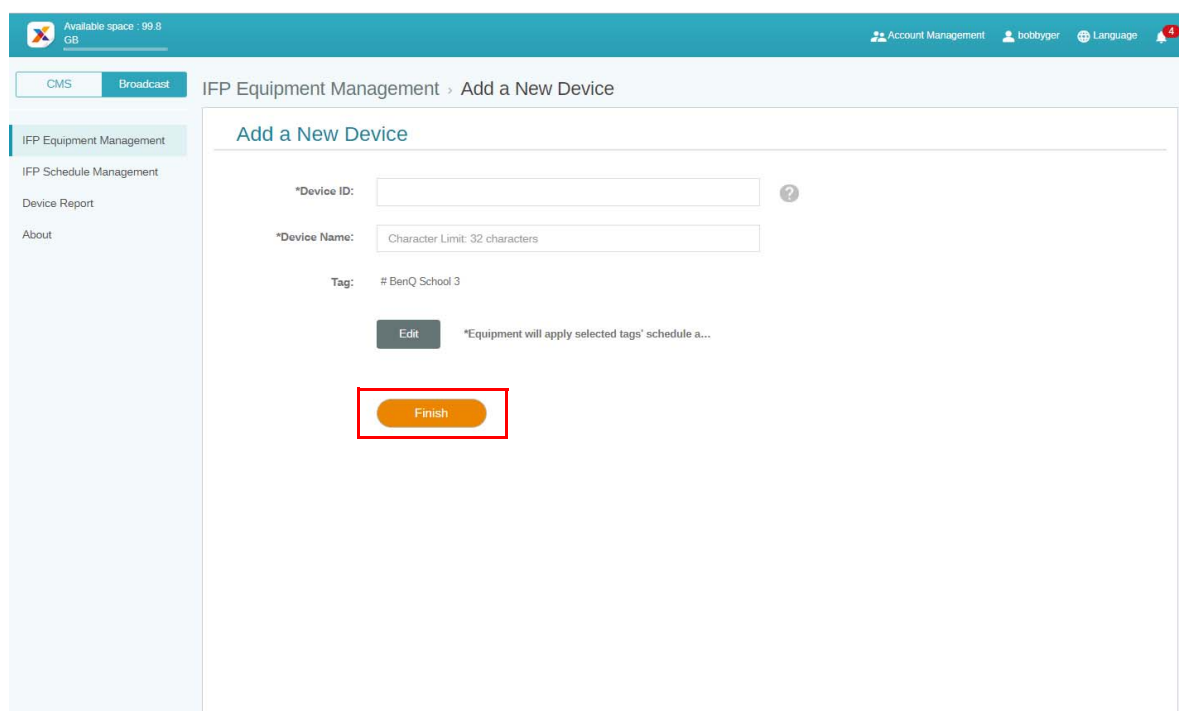 Available space : 99.8
GB
Account Management
bobbyger
Language
4
CMS
Broadcast
IFP Equipment Management › Add a New Device
IFP Equipment Management
IFP Schedule Management
Device Report
About
Add a New Device
*Device ID:
?
*Device Name:
Character Limit: 32 characters
Tag:
# BenQ School 3
Edit
*Equipment will apply selected tags' schedule a...
Finish